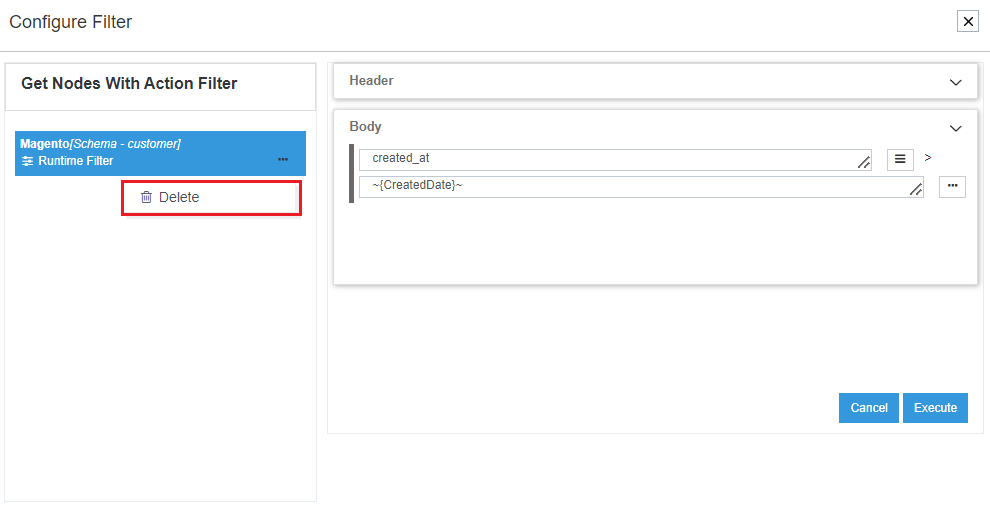 Configure Filter
Get Nodes With Action Filter
Magento[Schema - customer]
Runtime Filter
Delete
Header
Body
created_at
>
~{CreatedDate}~
Cancel
Execute